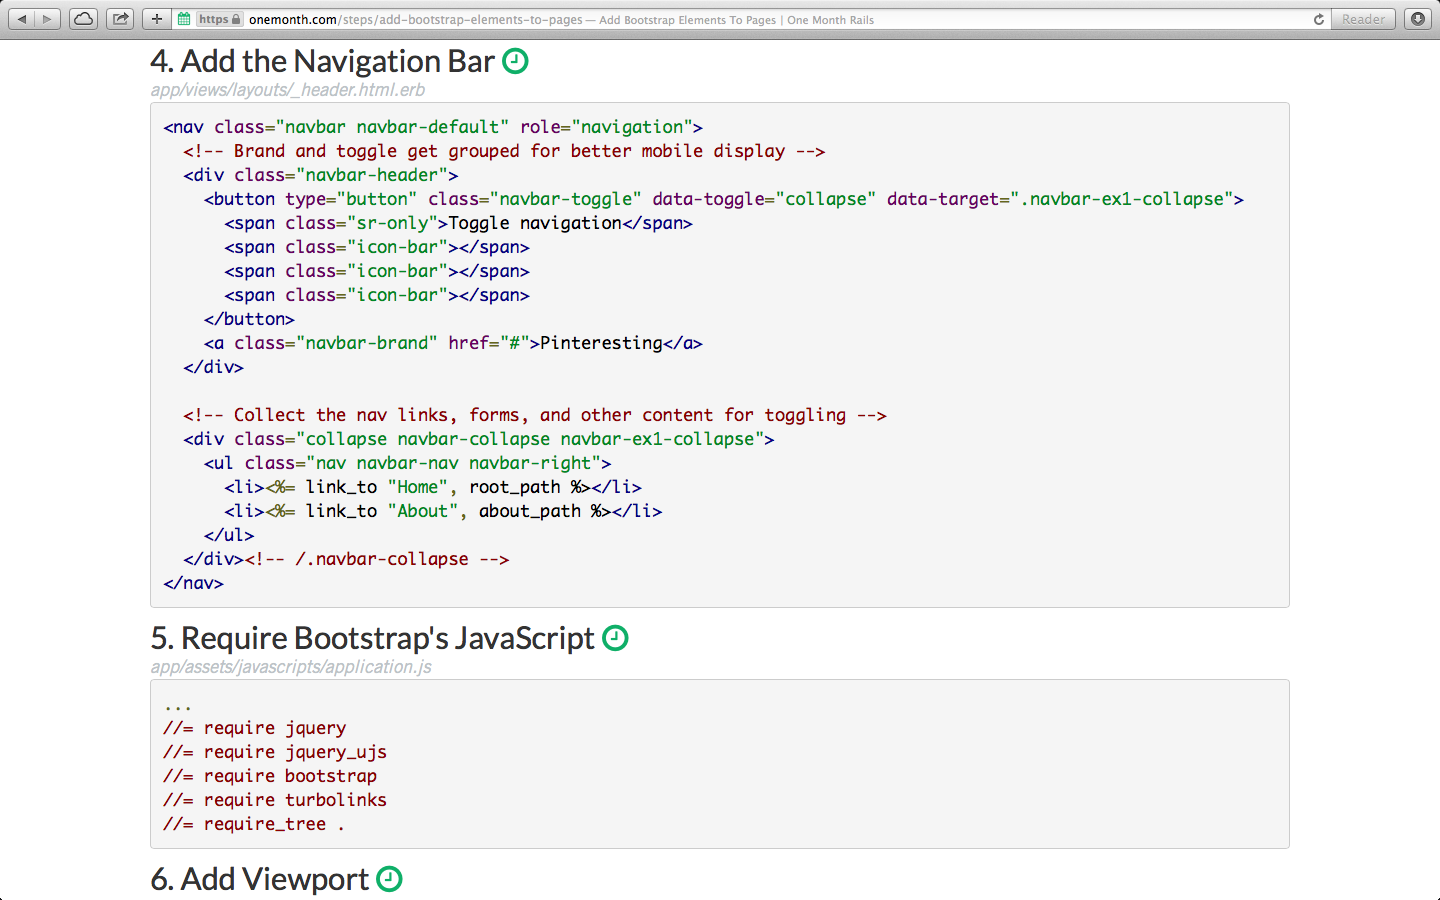 https onemonth.com/steps/add-bootstrap-elements-to-pages — Add Bootstrap Elements To Pages | One Month Rails
Reader
4. Add the Navigation Bar
app/views/layouts/_header.html.erb
<nav class="navbar navbar-default" role="navigation">
  <!-- Brand and toggle get grouped for better mobile display -->
  <div class="navbar-header">
    <button type="button" class="navbar-toggle" data-toggle="collapse" data-target=".navbar-ex1-collapse">
      <span class="sr-only">Toggle navigation</span>
      <span class="icon-bar"></span>
      <span class="icon-bar"></span>
      <span class="icon-bar"></span>
    </button>
    <a class="navbar-brand" href="#">Pinteresting</a>
  </div>
  <!-- Collect the nav links, forms, and other content for toggling -->
  <div class="collapse navbar-collapse navbar-ex1-collapse">
    <ul class="nav navbar-nav navbar-right">
      <li><%= link_to "Home", root_path %></li>
      <li><%= link_to "About", about_path %></li>
    </ul>
  </div><!-- /.navbar-collapse -->
</nav>
5. Require Bootstrap's JavaScript
app/assets/javascripts/application.js
...
//= require jquery
//= require jquery_ujs
//= require bootstrap
//= require turbolinks
//= require_tree .
6. Add Viewport